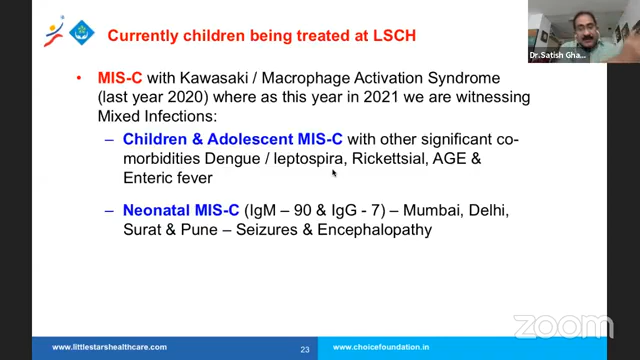 Currently children being treated at LSCH
Dr.Satish Gha...
• MIS-C with Kawasaki / Macrophage Activation Syndrome
(last year 2020) where as this year in 2021 we are witnessing
Mixed Infections:
– Children & Adolescent MIS-C with other significant co-
morbidities Dengue / leptospira, Rickettsial, AGE &
Enteric fever
– Neonatal MIS-C (IgM – 90 & IgG - 7) – Mumbai, Delhi,
Surat & Pune – Seizures & Encephalopathy
zoom
www.littlestarshealthcare.com 23 www.choicefoundation.in